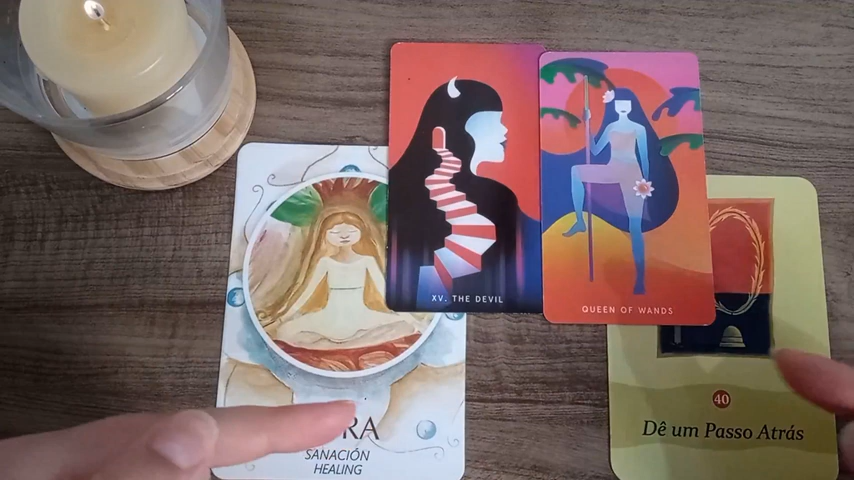 XV. THE DEVIL
QUEEN OF WANDS
RA
SANACIÓN
HEALING
40
Dê um Passo Atrás